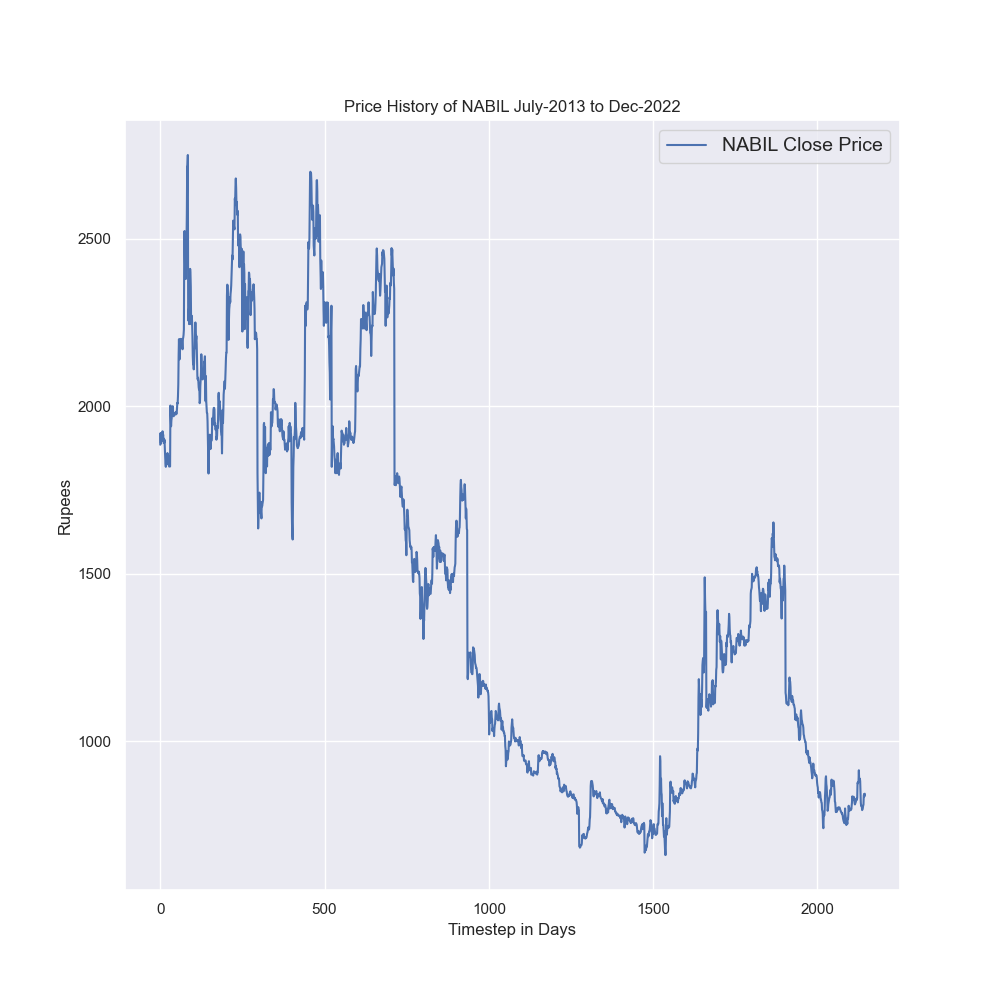 Price History of NABIL July-2013 to Dec-2022
NABIL Close Price
2500
2000
1500
1000
Rupees
0 500 1000 1500 2000
Timestep in Days